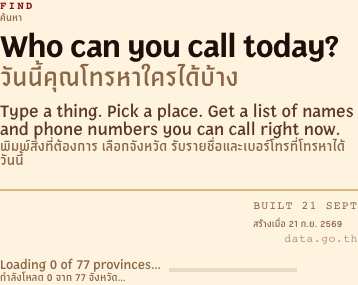 FIND
ค้นหา
Who can you call today?
วันนี้คุณโทรหาใครได้บ้าง
Type a thing. Pick a place. Get a list of names
and phone numbers you can call right now.
พิมพ์สิ่งที่ต้องการ เลือกจังหวัด รับรายชื่อและเบอร์โทรที่โทรหาได้
วันนี้
BUILT 21 SEPT
สร้างเมื่อ 21 ก.ย. 2569
data.go.th
Loading 0 of 77 provinces...
กำลังโหลด 0 จาก 77 จังหวัด...